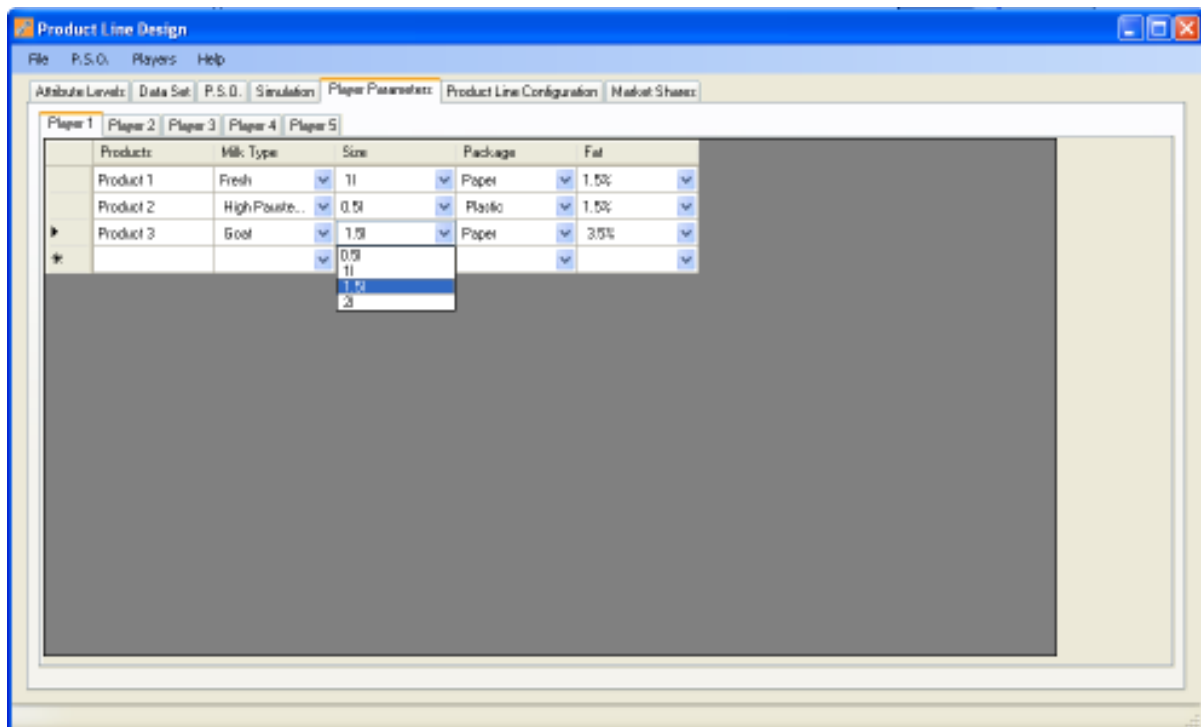 Product Line Design
File P.S.O. Players Help
Attribute Levels Data Set P.S.O. Simulation Player Parameters Product Line Configuration Market Shares
Player 1 Player 2 Player 3 Player 4 Player 5
Products Milk Type Size Package Fat
Product 1 Fresh 1l Paper 1.5%
Product 2 High Pauste... 0.5l Plastic 1.5%
Product 3 Goat 1.5l Paper 3.5%
0.5l
1l
1.5l
2l